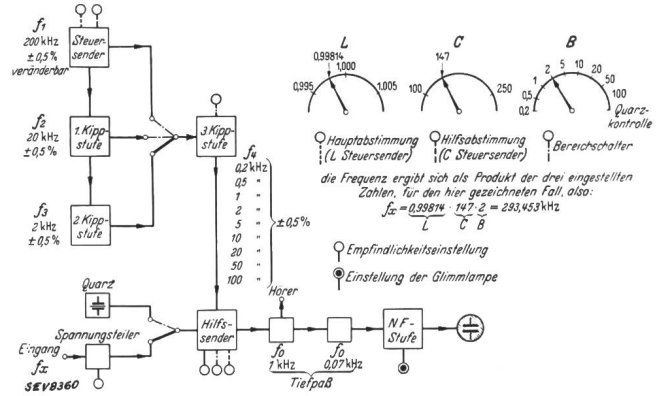 f1
200 kHz
±0,5%
veränderbar
Steuer-
sender
f2
20 kHz
±0,5%
1. Kipp-
stufe
f3
2 kHz
±0,5%
2. Kipp-
stufe
3. Kipp-
stufe
f4
0,2 kHz
0,5 "
1 "
2 "
5 "
10 "
20 "
50 "
100 "
±0,5%
L
0,99814
0,995
1,000
1,005
C
147
100
250
B
0,2
0,5
1
2
5
10
20
50
100
Quarz-
kontrolle
Hauptabstimmung
(L Steuersender)
Hilfsabstimmung
(C Steuersender)
Bereichschalter
die Frequenz ergibt sich als Produkt der drei eingestellten
Zahlen, für den hier gezeichneten Fall, also:
fx = 0,99814 · 147 · 2 = 293,453 kHz
L C B
Empfindlichkeitseinstellung
Einstellung der Glimmlampe
Quarz
Spannungsteiler
Eingang
fx
SEV8360
Hilfs-
sender
Hörer
f0
1 kHz
f0
0,07 kHz
Tiefpaß
NF-
Stufe